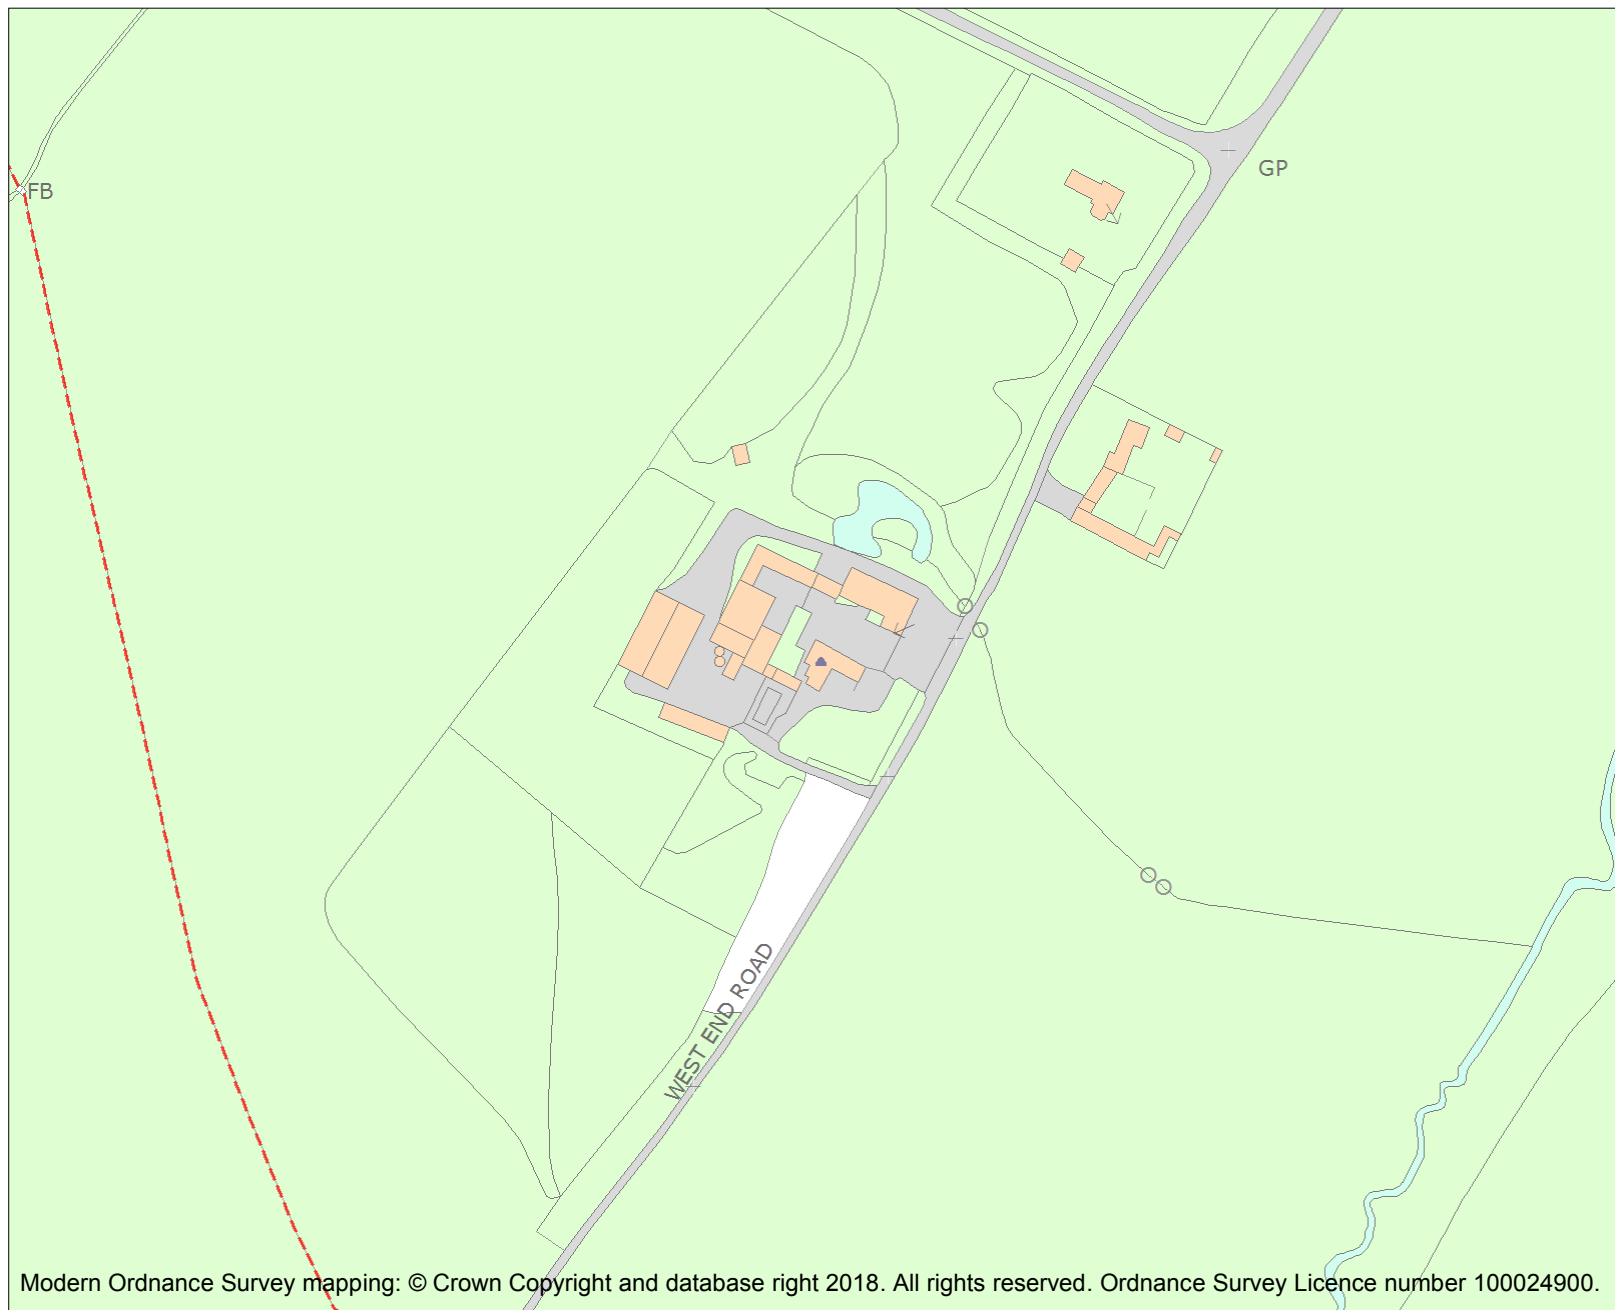 GP
FB
WEST END ROAD
Modern Ordnance Survey mapping: © Crown Copyright and database right 2018. All rights reserved. Ordnance Survey Licence number 100024900.